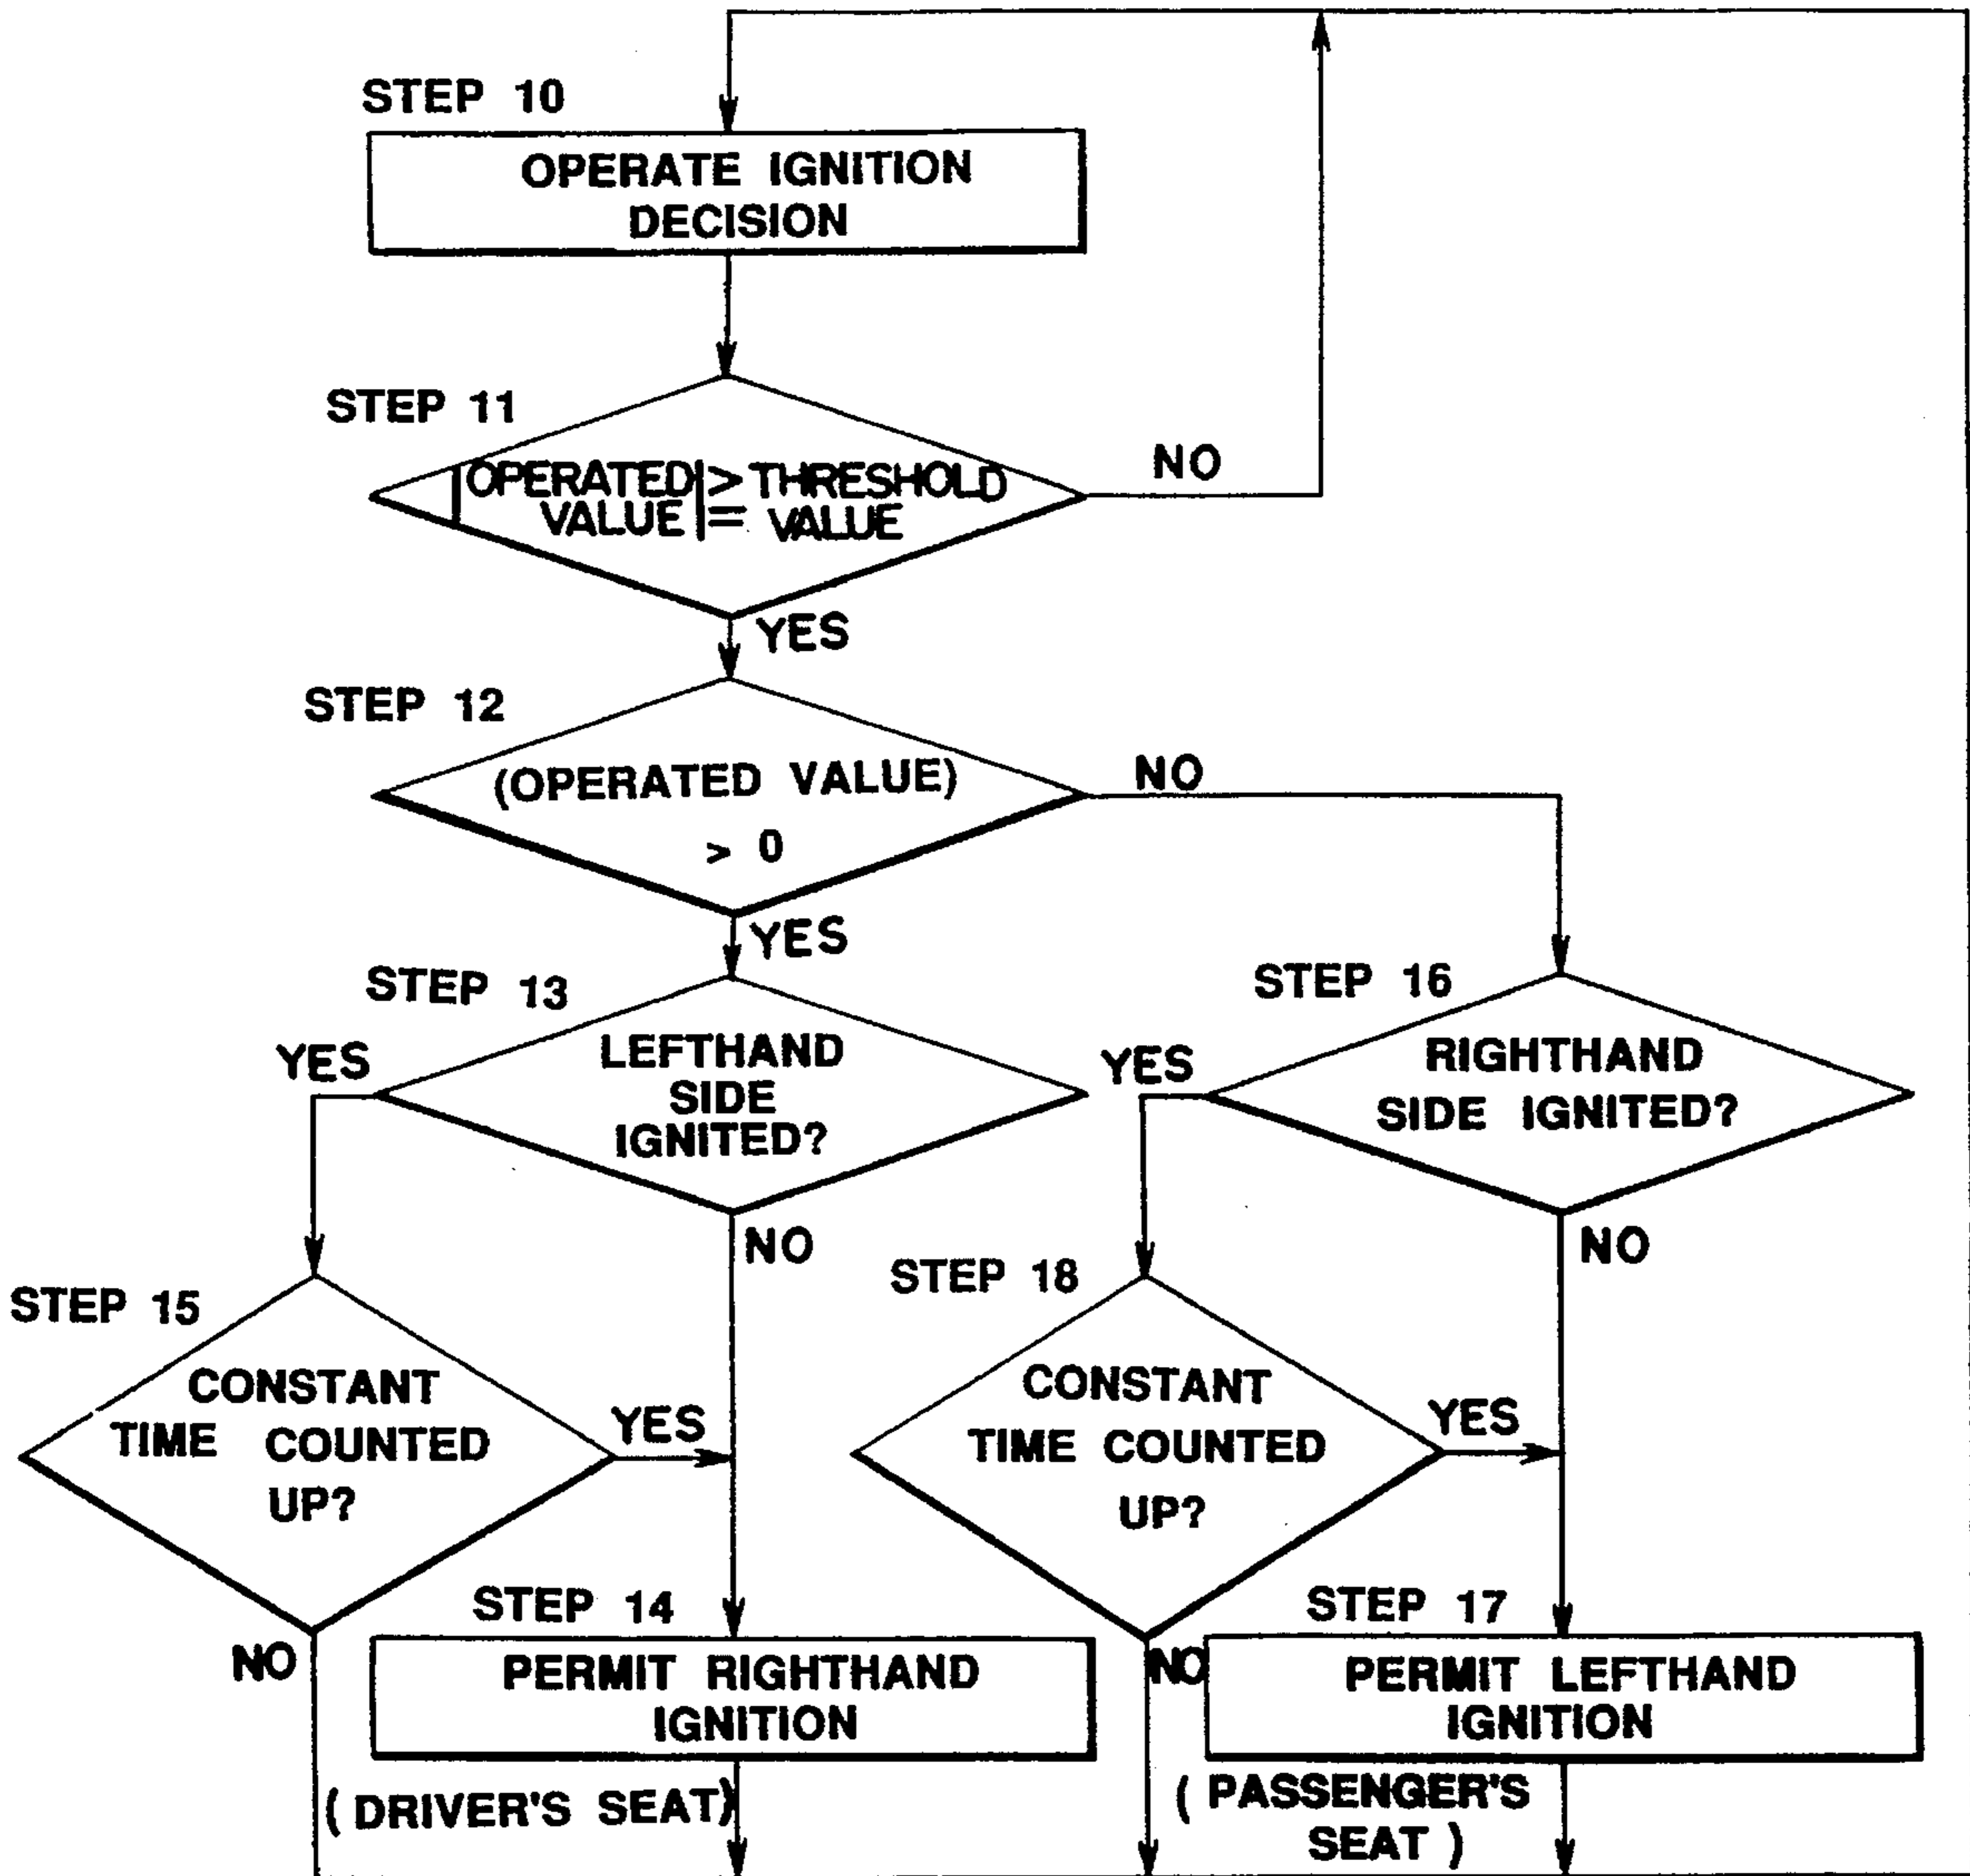 STEP 10
OPERATE IGNITION
DECISION
STEP 11
|OPERATED|> THRESHOLD
VALUE|= VALUE
NO
YES
STEP 12
(OPERATED VALUE)
> 0
NO
YES
STEP 13
LEFTHAND
SIDE
IGNITED?
YES
NO
STEP 16
RIGHTHAND
SIDE IGNITED?
YES
NO
STEP 15
CONSTANT
TIME COUNTED
UP?
YES
NO
STEP 18
CONSTANT
TIME COUNTED
UP?
YES
NO
STEP 14
PERMIT RIGHTHAND
IGNITION
(DRIVER'S SEAT)
STEP 17
PERMIT LEFTHAND
IGNITION
(PASSENGER'S
SEAT)